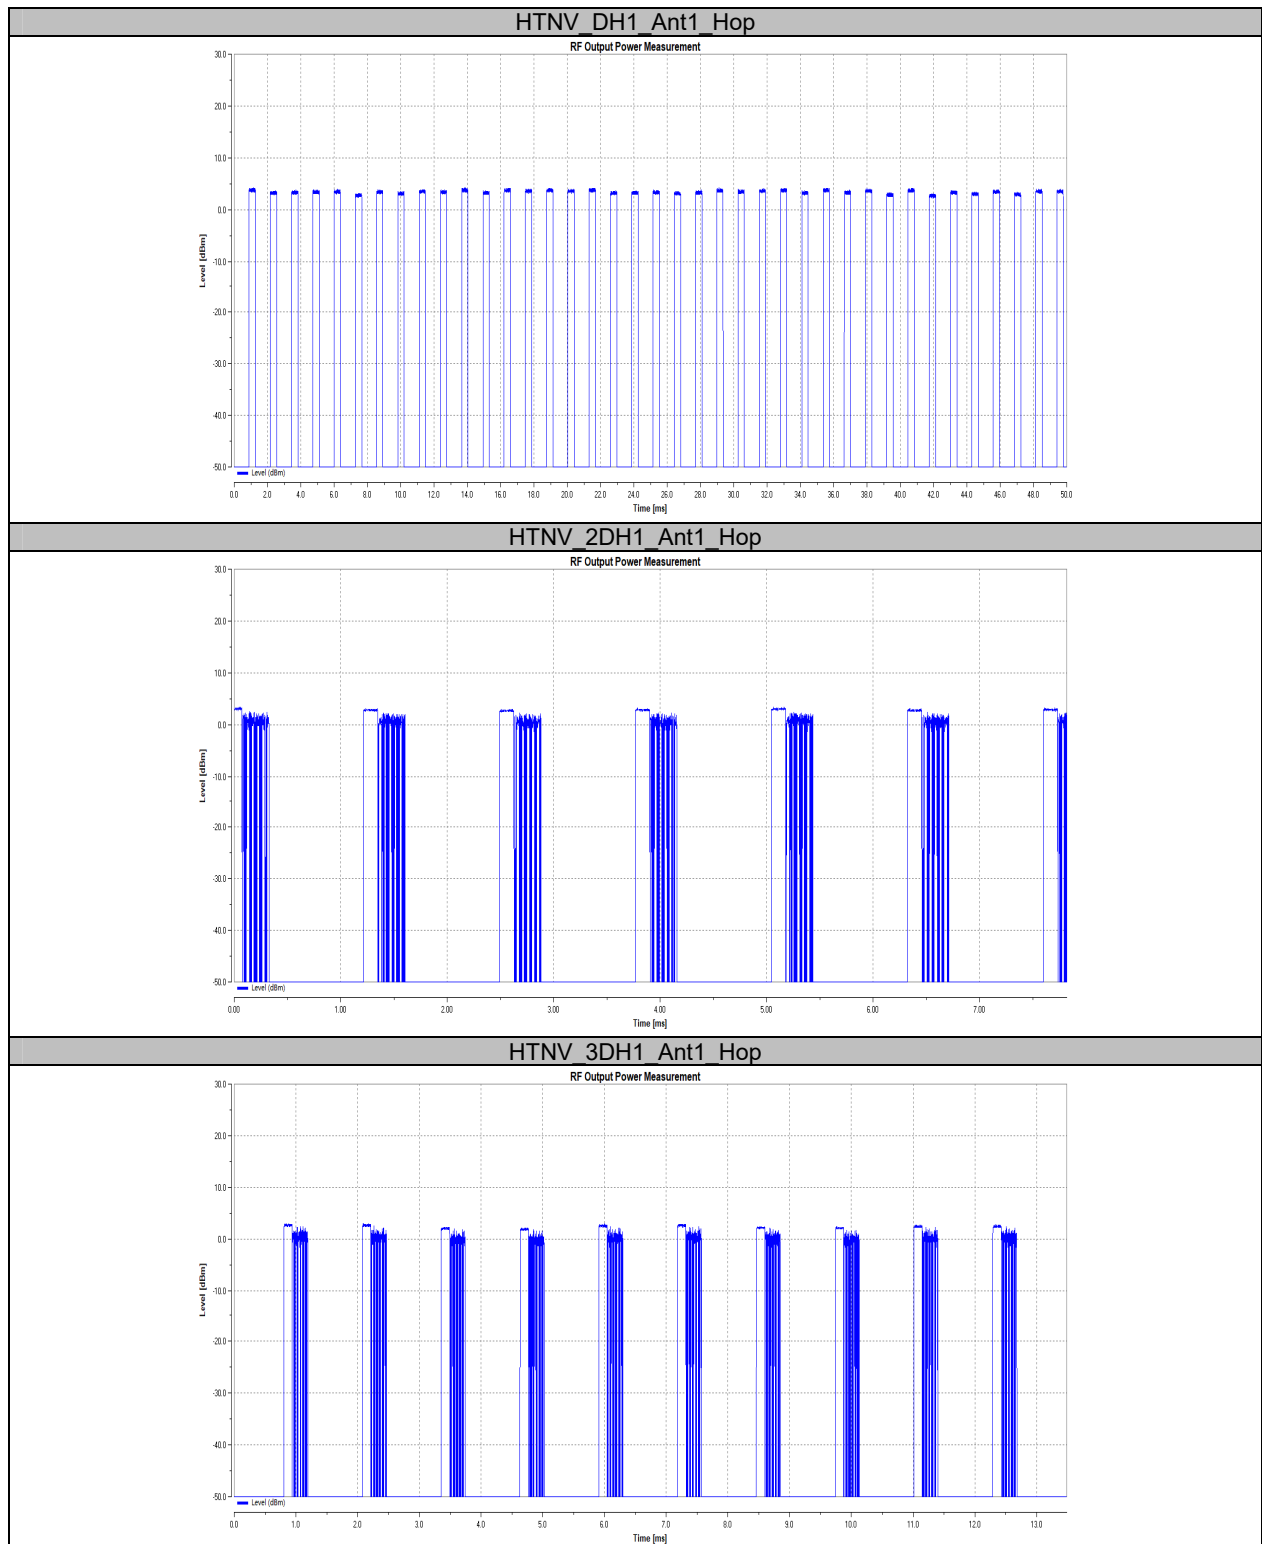 HTNV_DH1_Ant1_Hop
RF Output Power Measurement
30.0
20.0
10.0
0.0
-10.0
-20.0
-30.0
-40.0
-50.0
Level [dBm]
Level (dBm)
0.0 2.0 4.0 6.0 8.0 10.0 12.0 14.0 16.0 18.0 20.0 22.0 24.0 26.0 28.0 30.0 32.0 34.0 36.0 38.0 40.0 42.0 44.0 46.0 48.0 50.0
Time [ms]
HTNV_2DH1_Ant1_Hop
RF Output Power Measurement
30.0
20.0
10.0
0.0
-10.0
-20.0
-30.0
-40.0
-50.0
Level [dBm]
Level (dBm)
0.00 1.00 2.00 3.00 4.00 5.00 6.00 7.00
Time [ms]
HTNV_3DH1_Ant1_Hop
RF Output Power Measurement
30.0
20.0
10.0
0.0
-10.0
-20.0
-30.0
-40.0
-50.0
Level [dBm]
Level (dBm)
0.0 1.0 2.0 3.0 4.0 5.0 6.0 7.0 8.0 9.0 10.0 11.0 12.0 13.0
Time [ms]